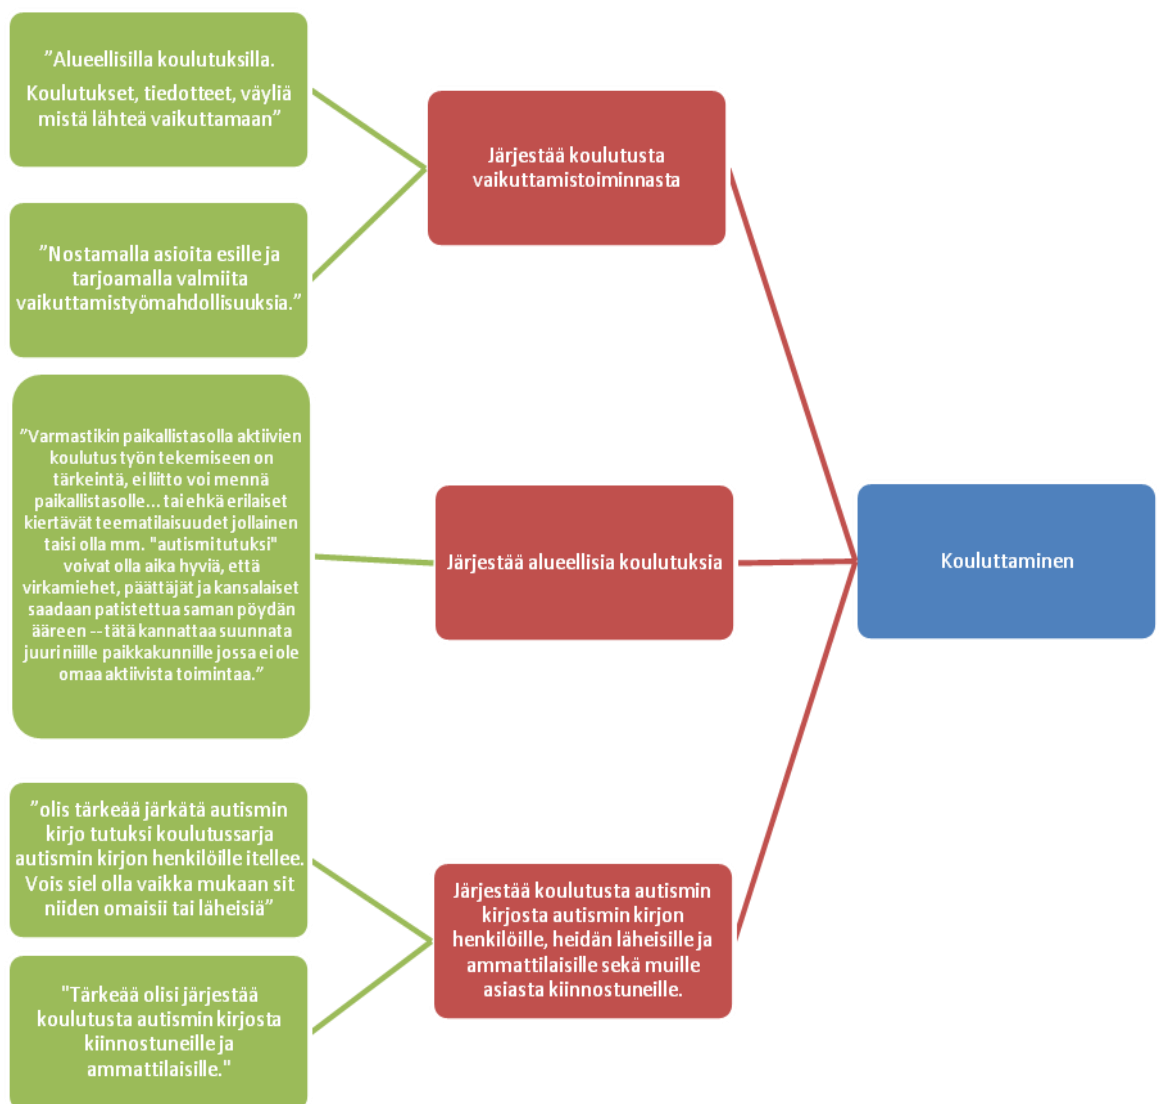 ”Alueellisilla koulutuksilla.
Koulutukset, tiedotteet, väyliä
mistä lähteä vaikuttamaan”
Järjestää koulutusta
vaikuttamistoiminnasta
”Nostamalla asioita esille ja
tarjoamalla valmiita
vaikuttamistyömahdollisuuksia.”
”Varmastikin paikallistasolla aktiivien
koulutus työn tekemiseen on
tärkeintä, ei liitto voi mennä
paikallistasolle... tai ehkä erilaiset
kiertävät teematilaisuudet jollainen
taisi olla mm. "autismi tutuksi"
voivat olla aika hyviä, että
virkamiehet, päättäjät ja kansalaiset
saadaan patistettua saman pöydän
ääreen -- tätä kannattaa suunnata
juuri niille paikkakunnille jossa ei ole
omaa aktiivista toimintaa.”
Järjestää alueellisia koulutuksia
Kouluttaminen
”olis tärkeää järkätä autismin
kirjo tutuksi koulutussarja
autismin kirjon henkilöille itellee.
Vois siel olla vaikka mukaan sit
niiden omaisii tai läheisiä”
Järjestää koulutusta autismin
kirjosta autismin kirjon
henkilöille, heidän läheisille ja
ammattilaisille sekä muille
asiasta kiinnostuneille.
"Tärkeää olisi järjestää
koulutusta autismin kirjosta
kiinnostuneille ja
ammattilaisille."